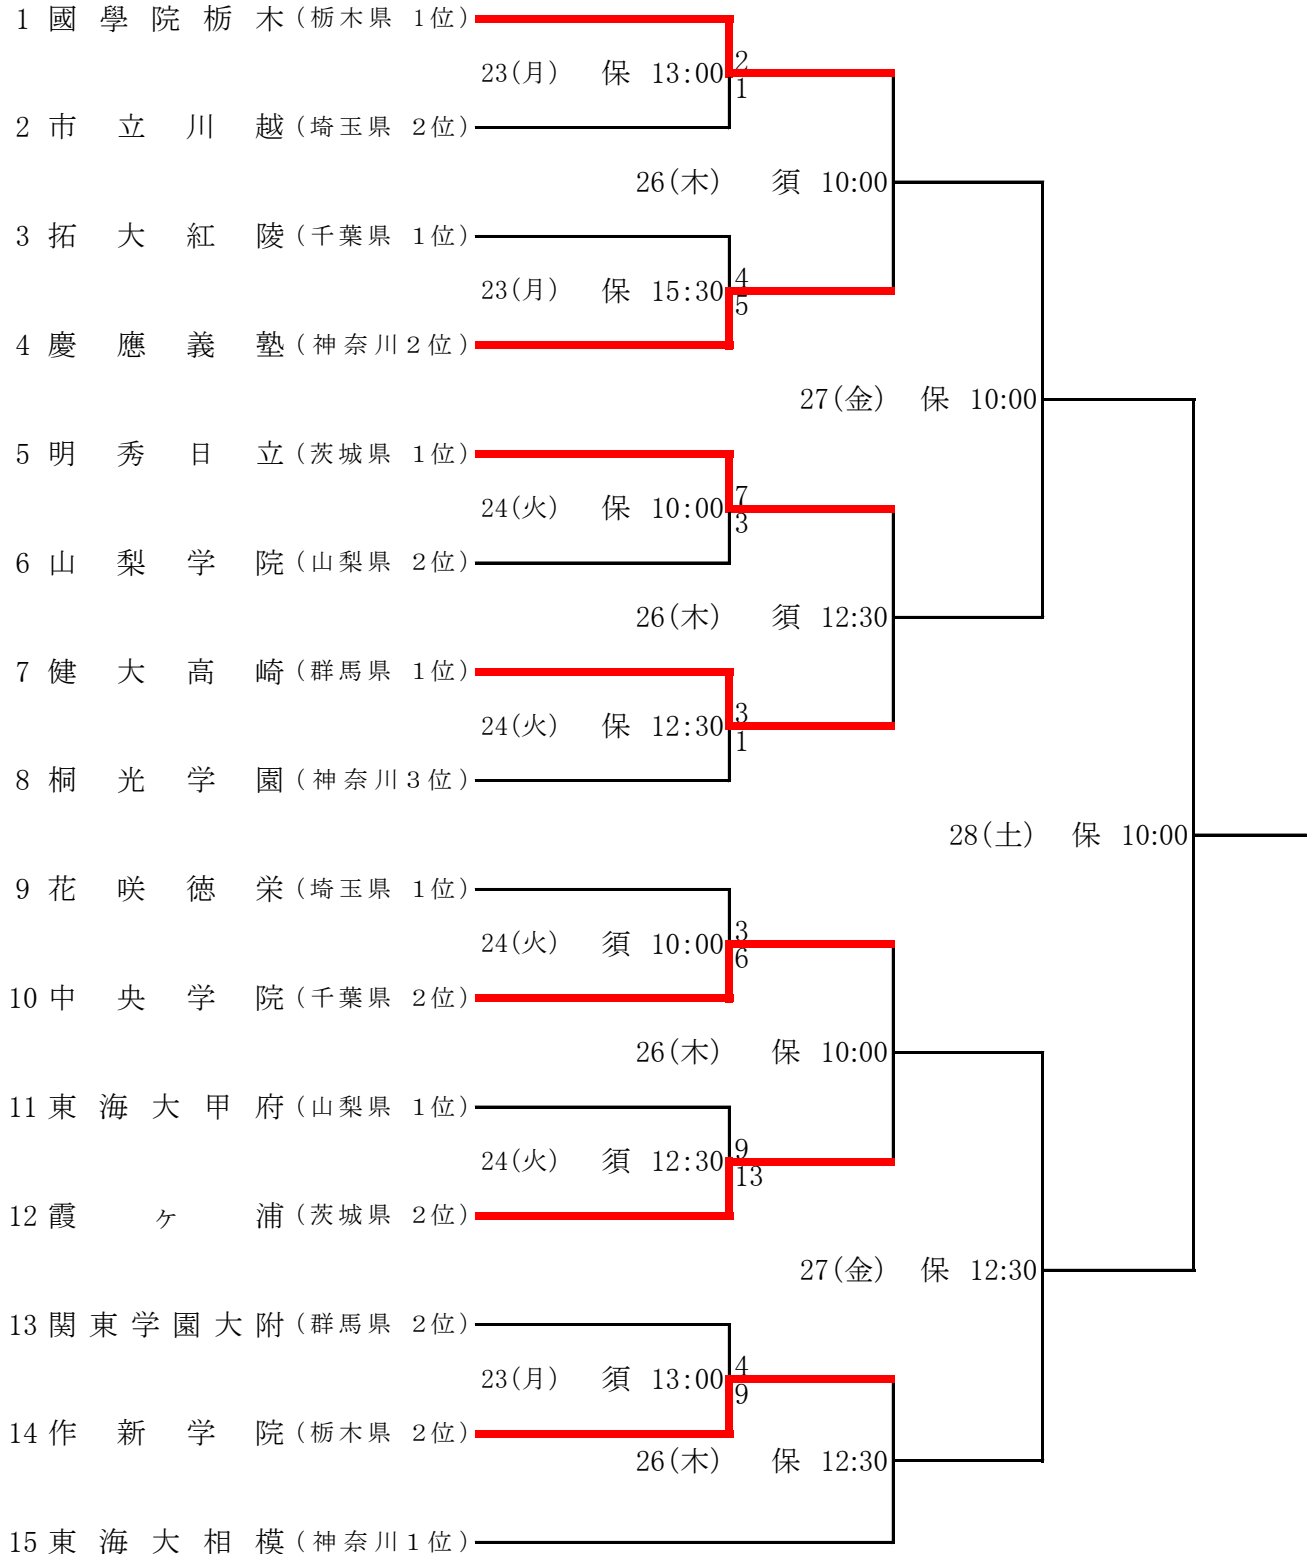 1 國學院栃木 (栃木県 1位)
23(月) 保 13:00 2
1
2 市立川越 (埼玉県 2位)
26(木) 須 10:00
3 拓大紅陵 (千葉県 1位)
23(月) 保 15:30 4
5
4 慶應義塾 (神奈川2位)
27(金) 保 10:00
5 明秀日立 (茨城県 1位)
24(火) 保 10:00 7
3
6 山梨学院 (山梨県 2位)
26(木) 須 12:30
7 健大高崎 (群馬県 1位)
24(火) 保 12:30 3
1
8 桐光学園 (神奈川3位)
28(土) 保 10:00
9 花咲徳栄 (埼玉県 1位)
24(火) 須 10:00 3
6
10 中央学院 (千葉県 2位)
26(木) 保 10:00
11 東海大甲府 (山梨県 1位)
24(火) 須 12:30 9
13
12 霞ヶ浦 (茨城県 2位)
27(金) 保 12:30
13 関東学園大附 (群馬県 2位)
23(月) 須 13:00 4
9
14 作新学院 (栃木県 2位)
26(木) 保 12:30
15 東海大相模 (神奈川1位)